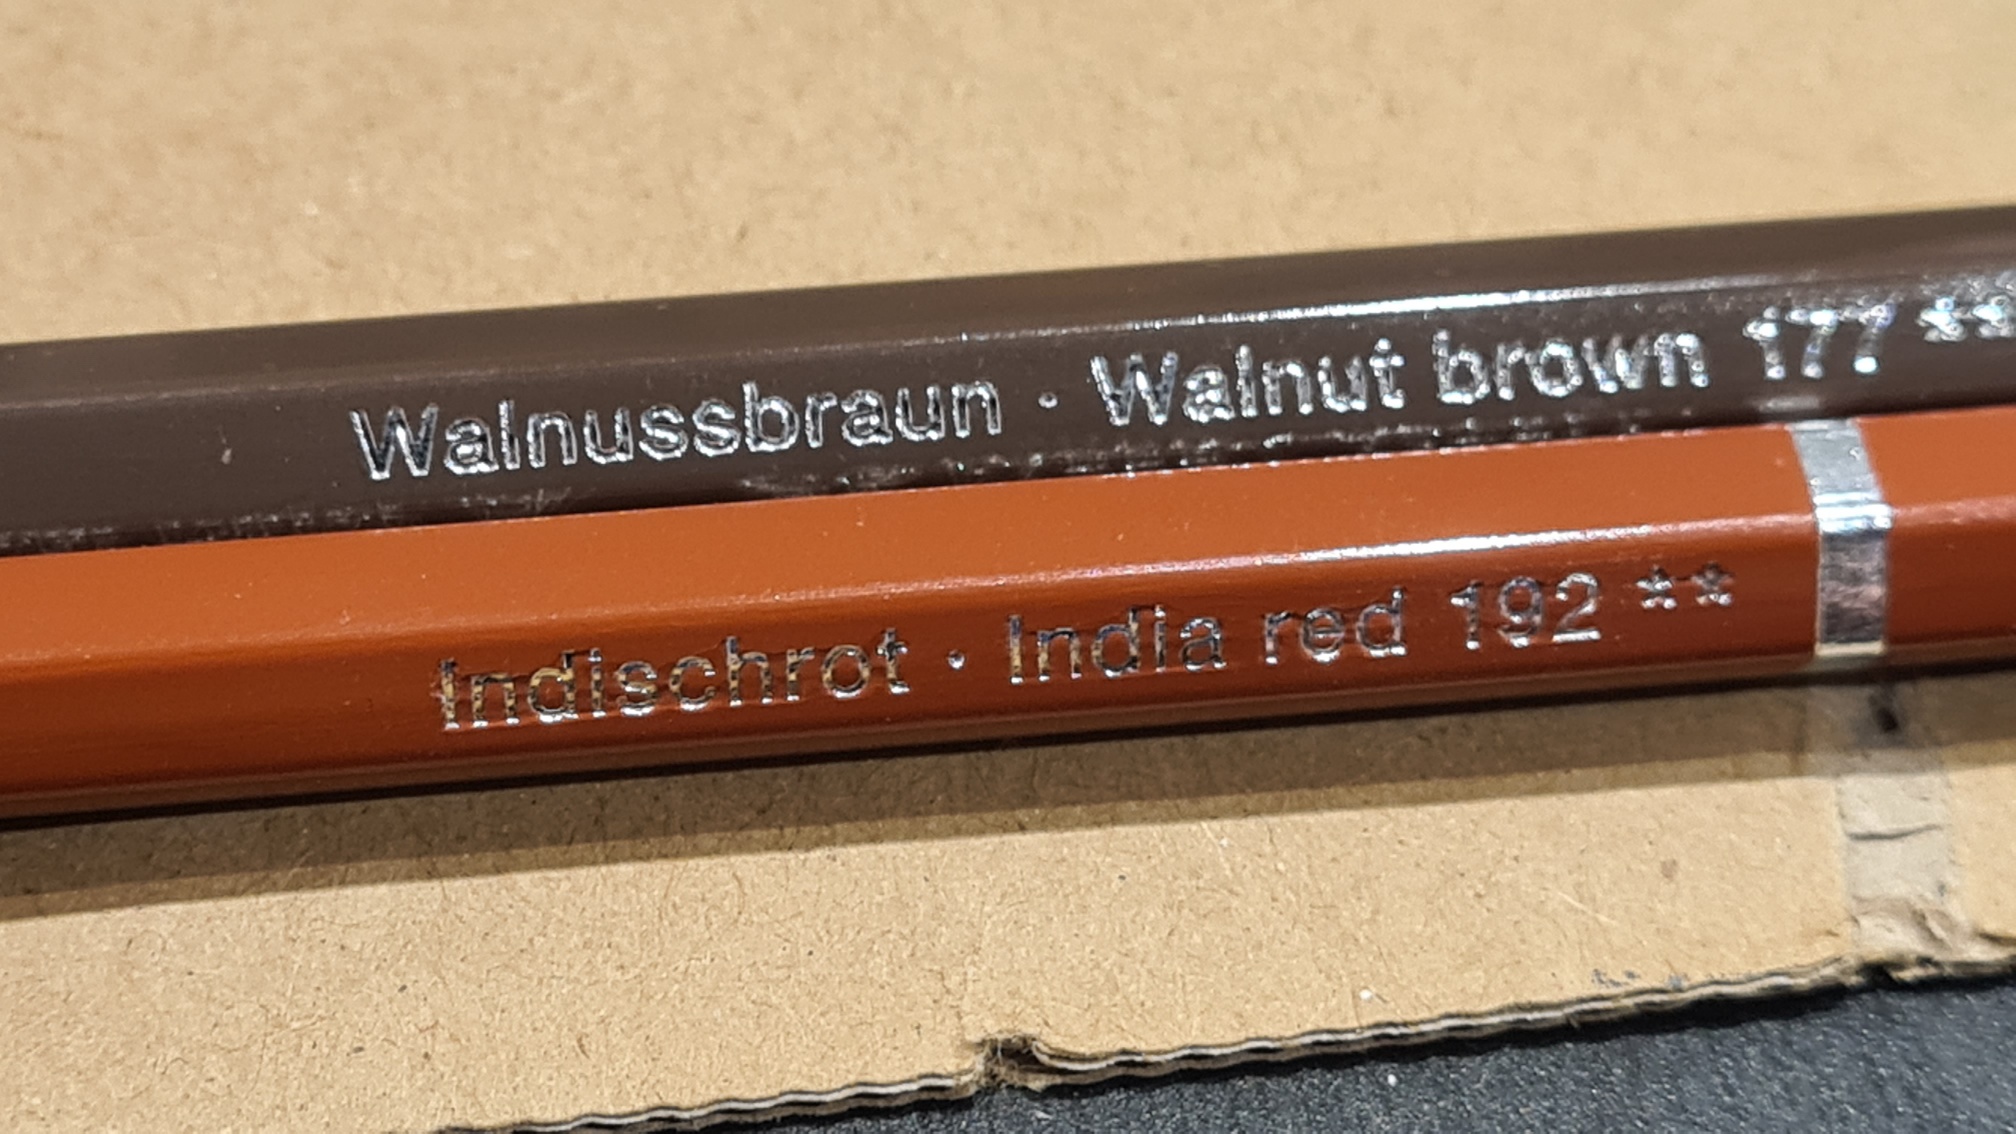 Walnussbraun · Walnut brown 177 **
Indischrot · India red 192 **